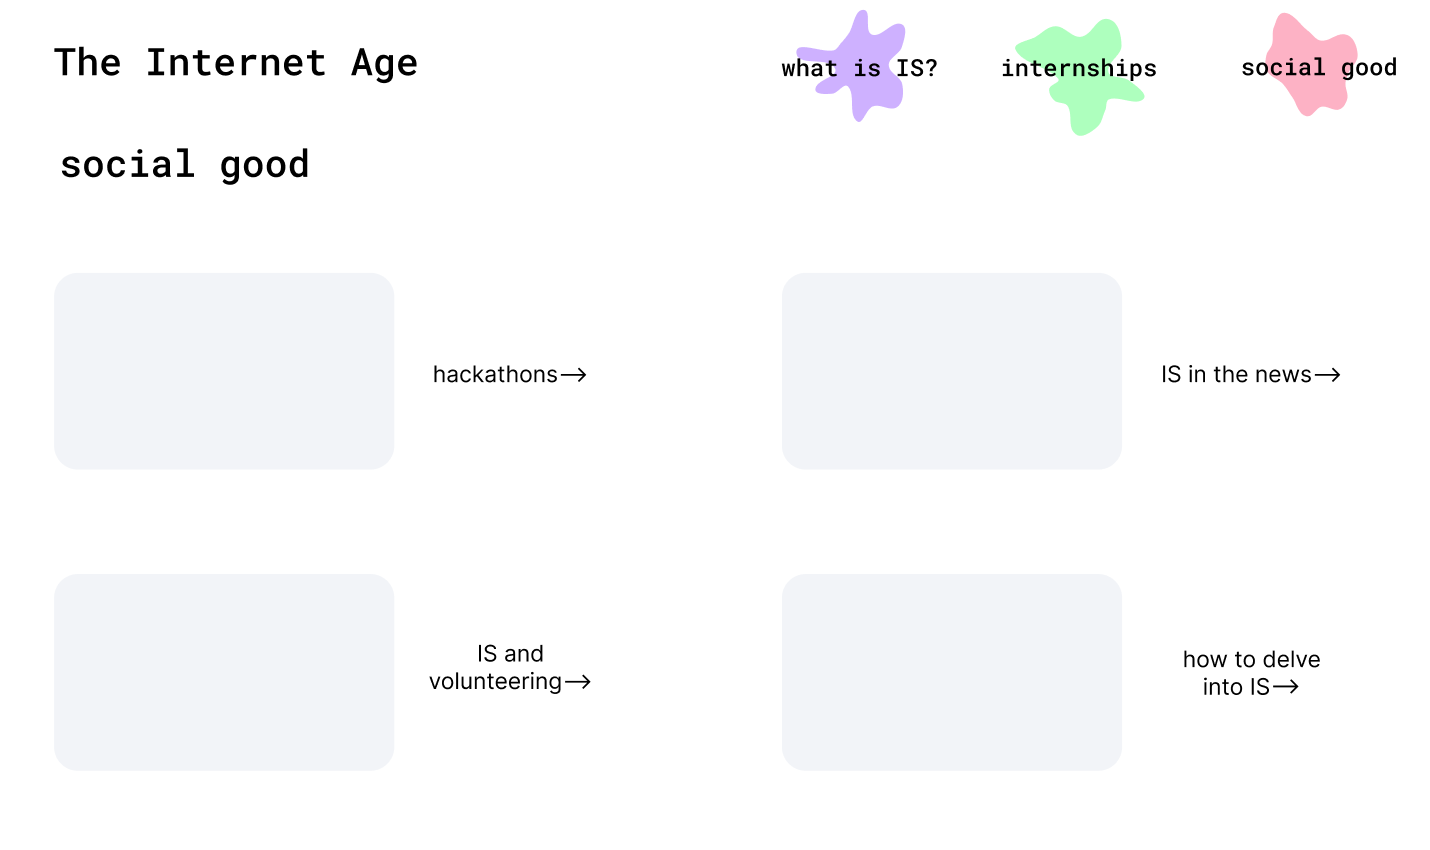 The Internet Age
what is IS?
internships
social good
social good
hackathons→
IS in the news→
IS and
volunteering→
how to delve
into IS→